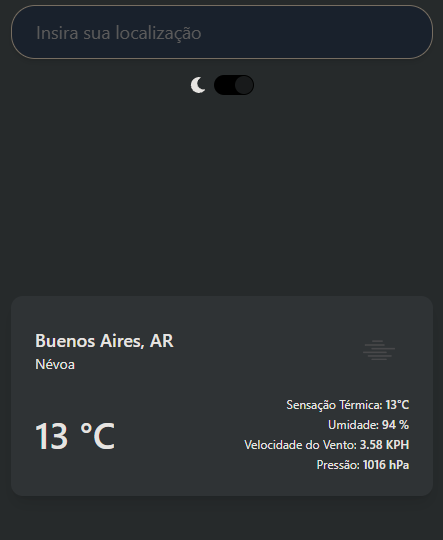 Insira sua localização
Buenos Aires, AR
Névoa
13 °C
Sensação Térmica: 13°C
Umidade: 94 %
Velocidade do Vento: 3.58 KPH
Pressão: 1016 hPa